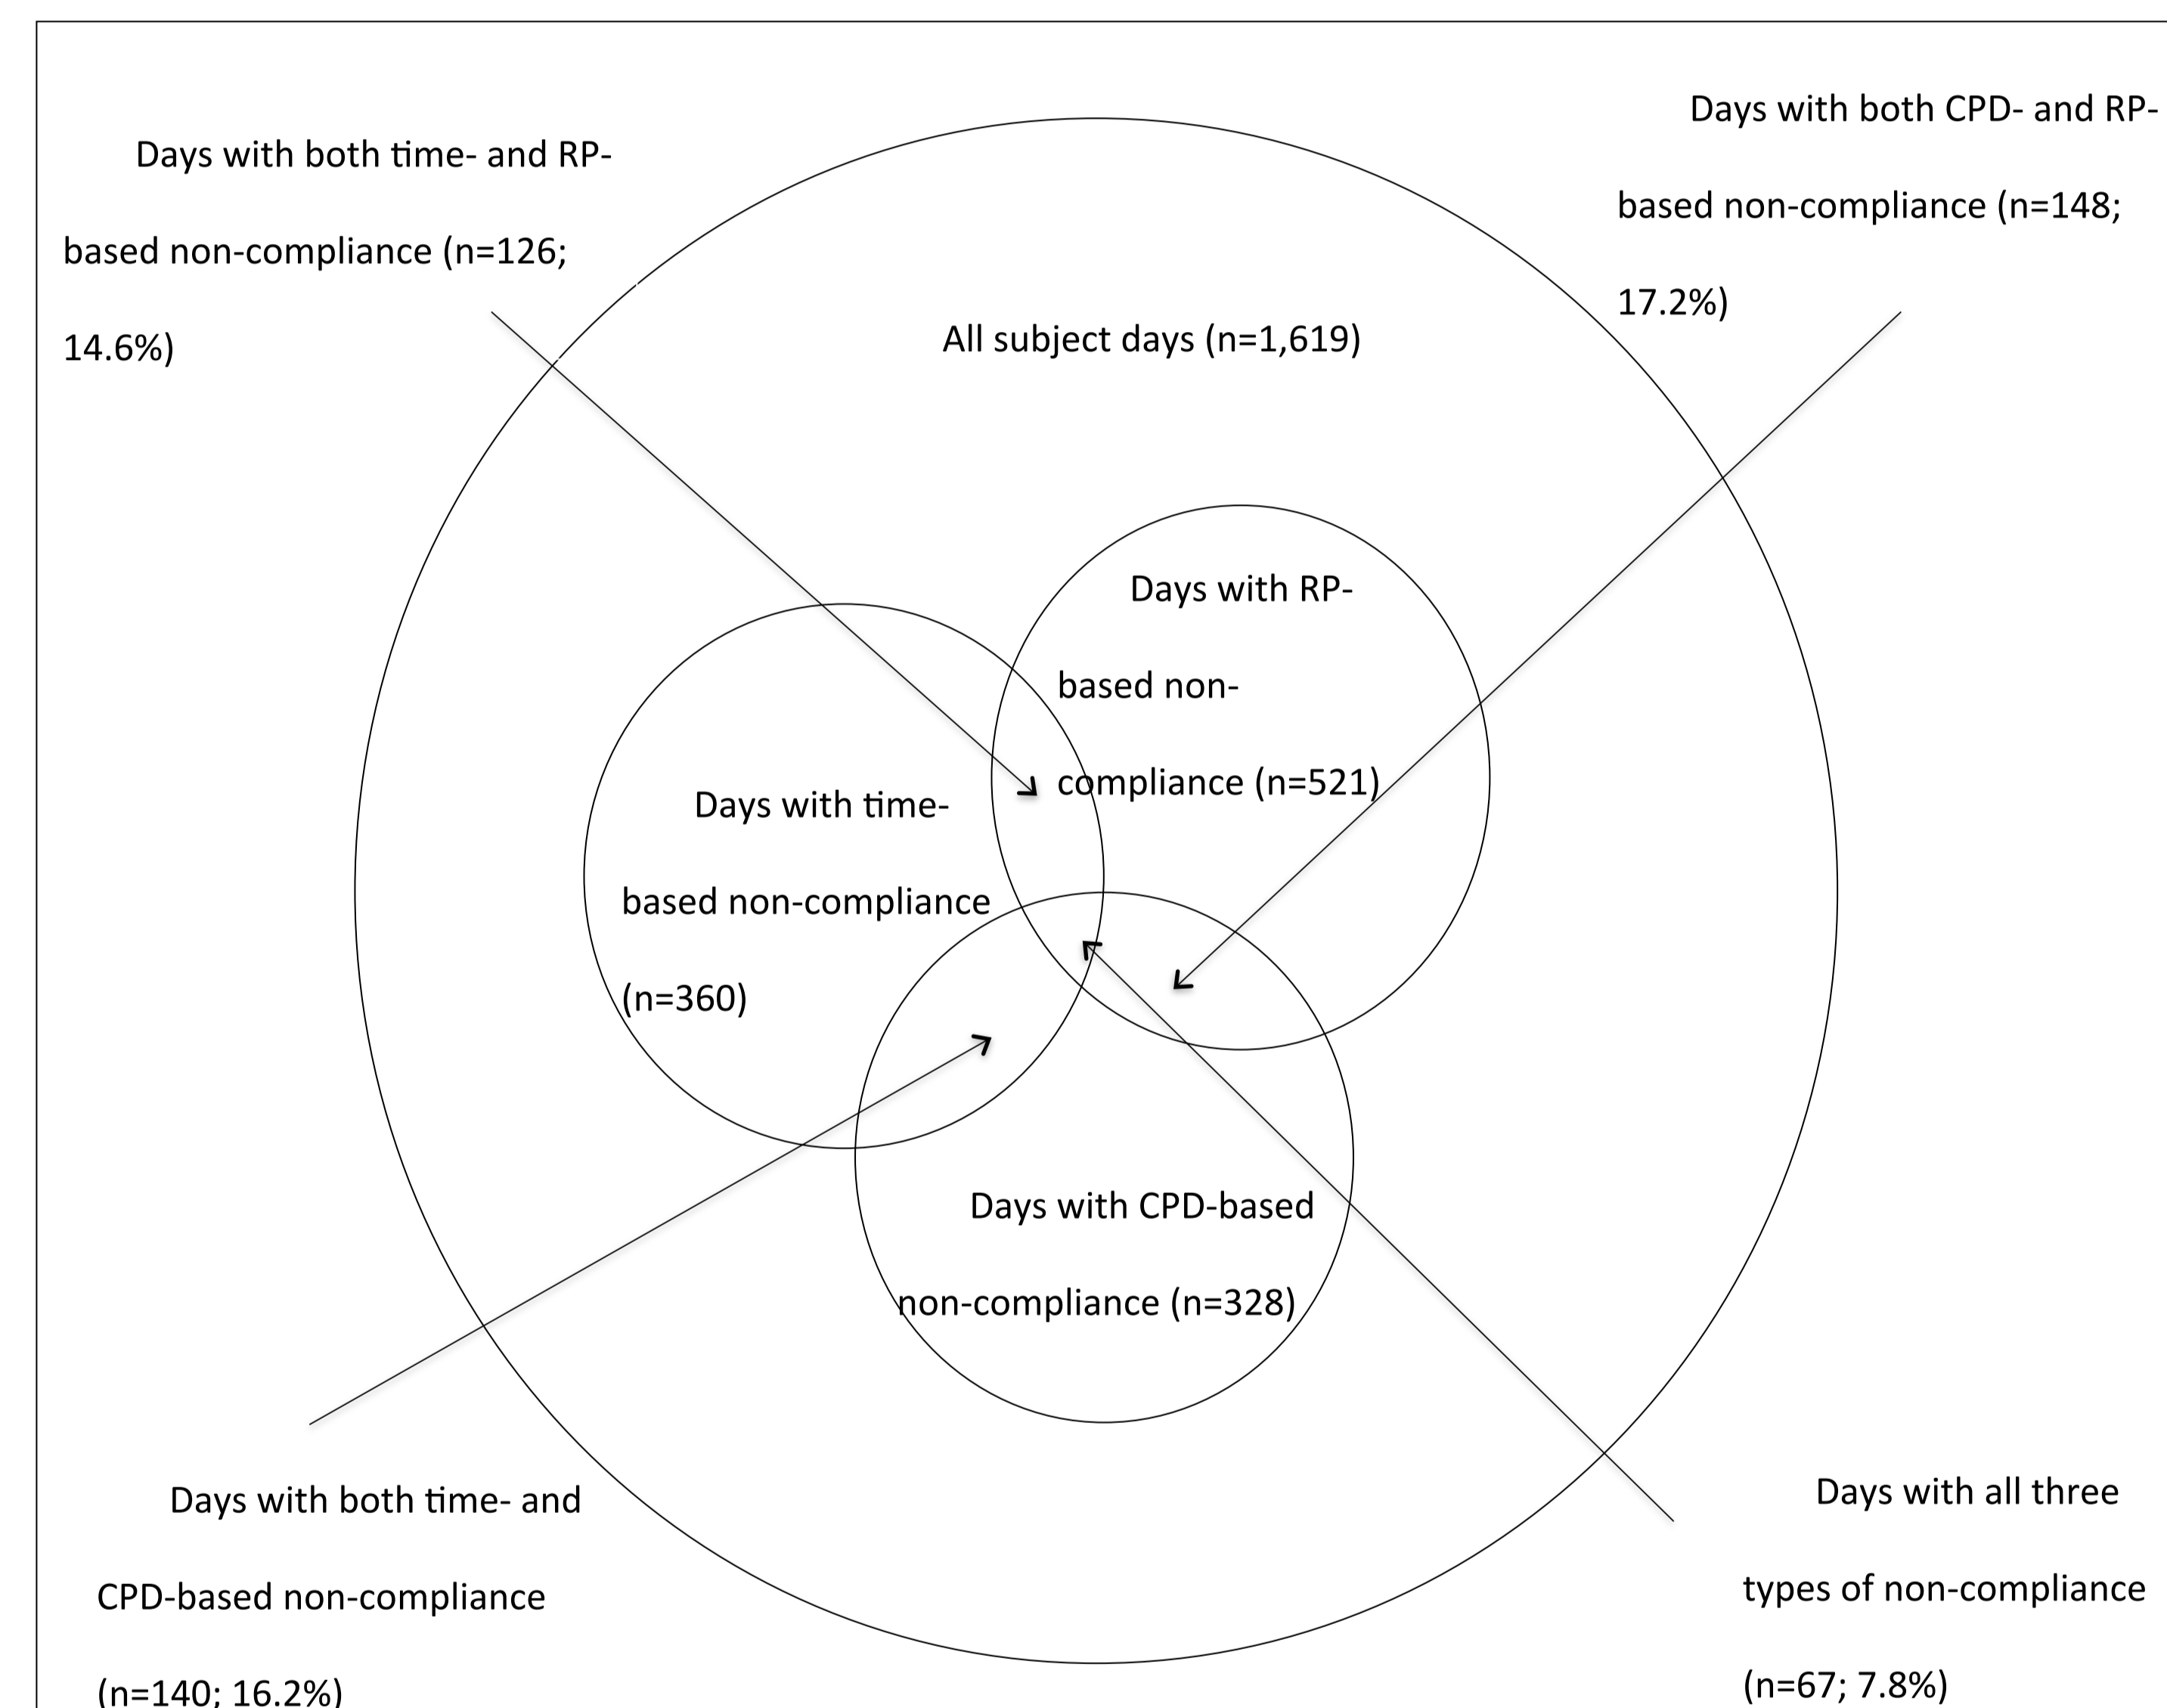 Days with both time- and RP-
based non-compliance (n=126;
14.6%)
Days with both CPD- and RP-
based non-compliance (n=148;
17.2%)
All subject days (n=1,619)
Days with RP-
based non-
compliance (n=521)
Days with time-
based non-compliance
(n=360)
Days with CPD-based
non-compliance (n=328)
Days with both time- and
CPD-based non-compliance
(n=140; 16.2%)
Days with all three
types of non-compliance
(n=67; 7.8%)